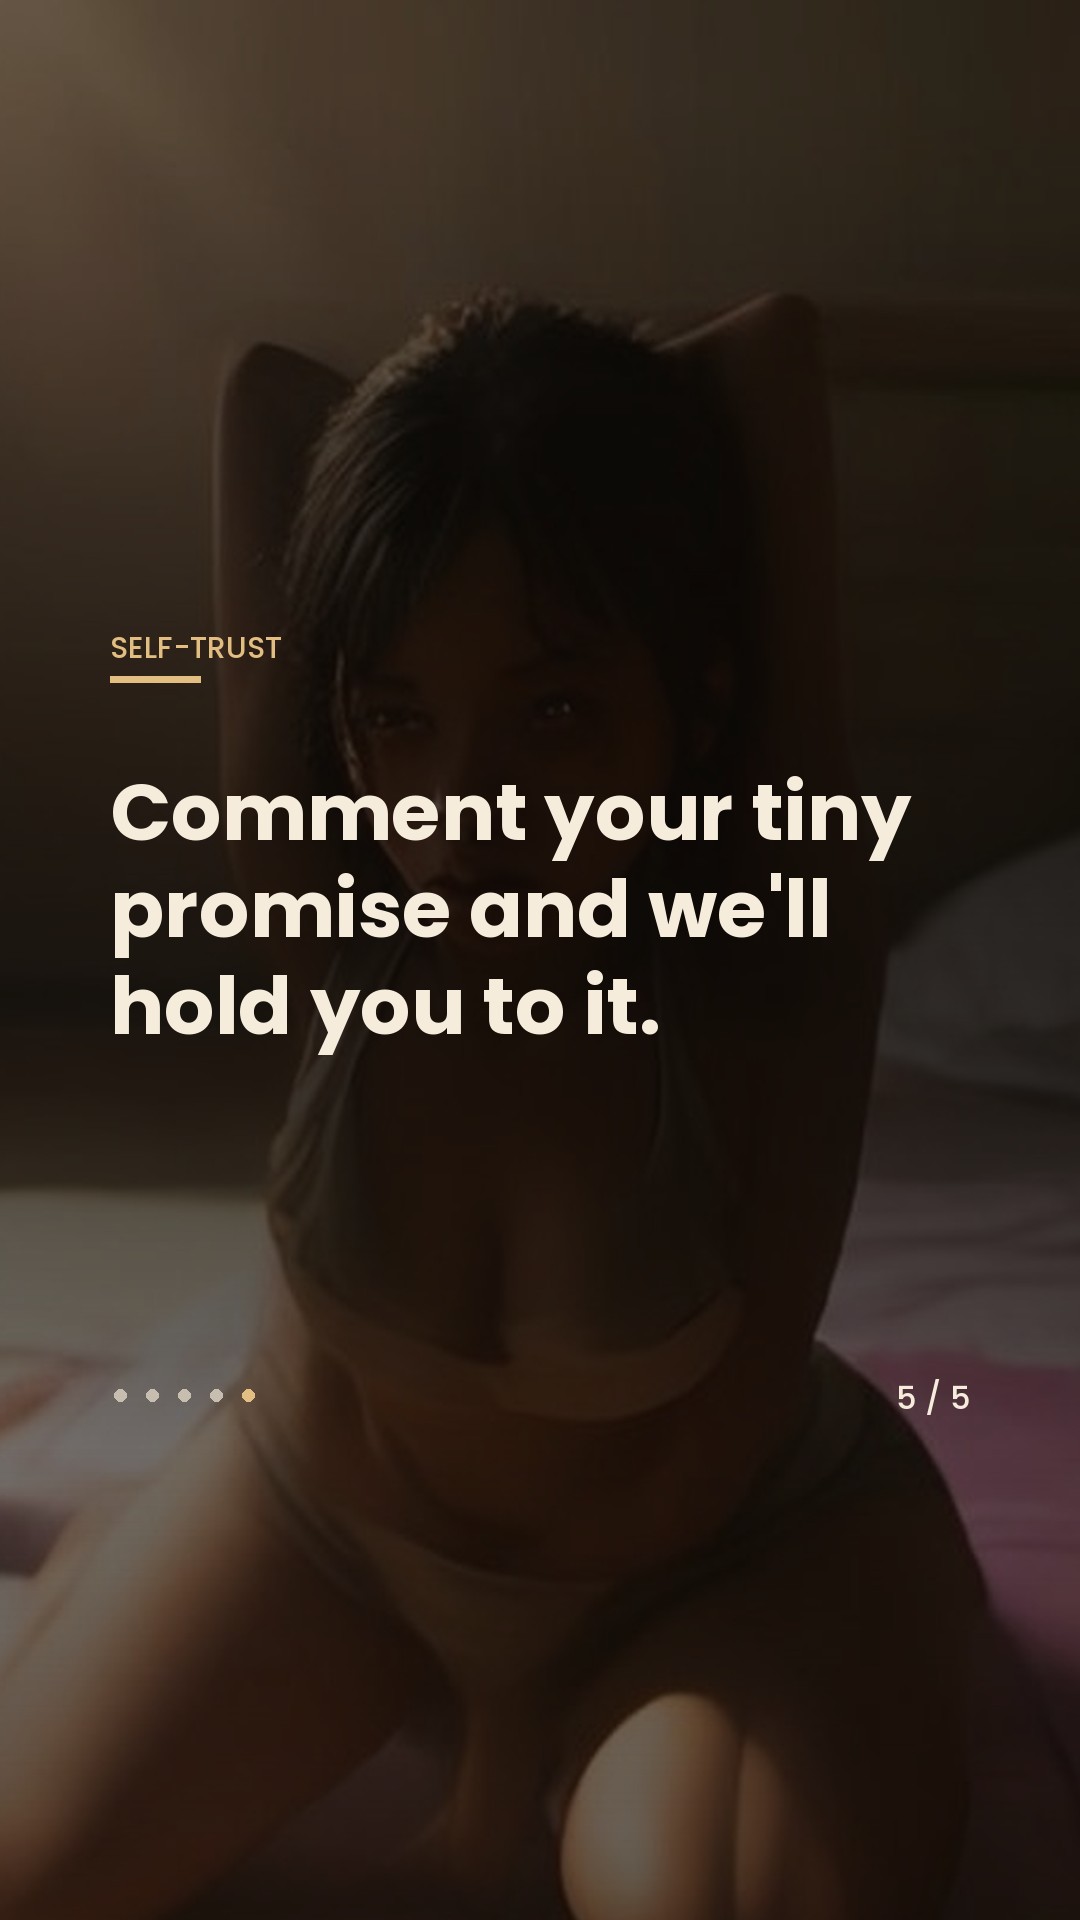 SELF-TRUST
Comment your tiny
promise and we'll
hold you to it.
5 / 5